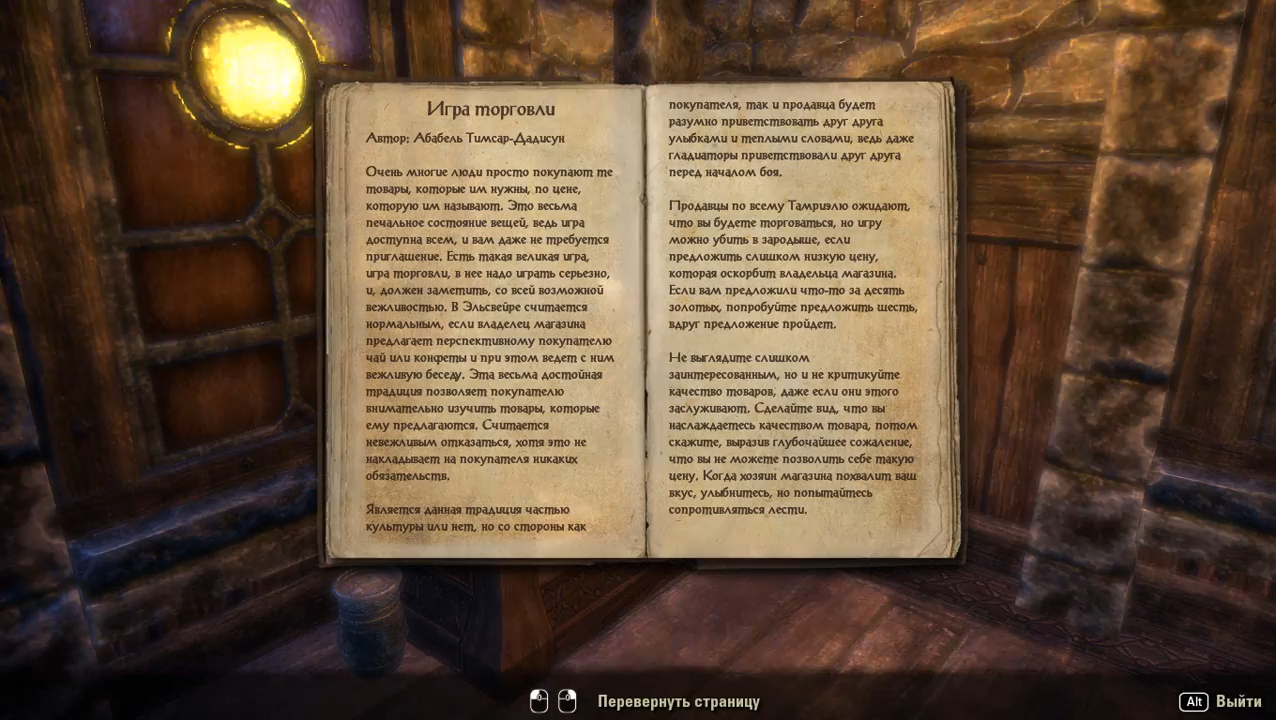 Игра торговли
Автор: Абабель Тимсар-Дадисун
Очень многие люди просто покупают те
товары, которые им нужны, по цене,
которую им называют. Это весьма
печальное состояние вещей, ведь игра
доступна всем, и вам даже не требуется
приглашение. Есть такая великая игра,
игра торговли, в нее надо играть серьезно,
и, должен заметить, со всей возможной
вежливостью. В Эльсвейре считается
нормальным, если владелец магазина
предлагает перспективному покупателю
чай или конфеты и при этом ведет с ним
вежливую беседу. Эта весьма достойная
традиция позволяет покупателю
внимательно изучить товары, которые
ему предлагаются. Считается
невежливым отказаться, хотя это не
накладывает на покупателя никаких
обязательств.
Является данная традиция частью
культуры или нет, но со стороны как
покупателя, так и продавца будет
разумно приветствовать друг друга
улыбками и теплыми словами, ведь даже
гладиаторы приветствовали друг друга
перед началом боя.
Продавцы по всему Тамриэлю ожидают,
что вы будете торговаться, но игру
можно убить в зародыше, если
предложить слишком низкую цену,
которая оскорбит владельца магазина.
Если вам предложили что-то за десять
золотых, попробуйте предложить шесть,
вдруг предложение пройдет.
Не выглядите слишком
заинтересованным, но и не критикуйте
качество товаров, даже если они этого
заслуживают. Сделайте вид, что вы
наслаждаетесь качеством товара, потом
скажите, выразив глубочайшее сожаление,
что вы не можете позволить себе такую
цену. Когда хозяин магазина похвалит ваш
вкус, улыбнитесь, но попытайтесь
сопротивляться лести.
Перевернуть страницу
Alt Выйти